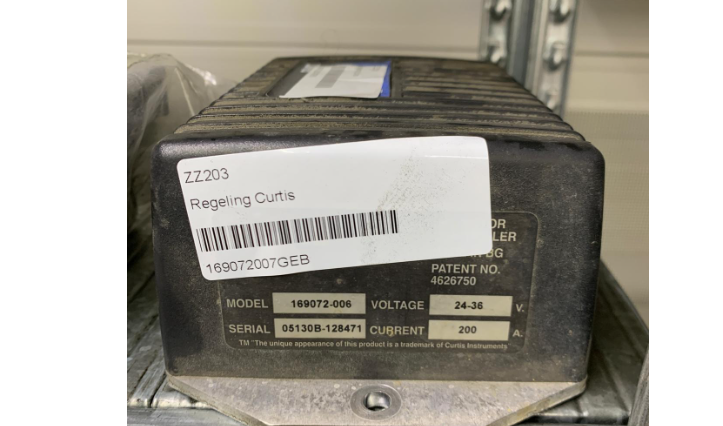 ZZ203
Regeling Curtis
169072007GEB
PATENT NO.
4626750
MODEL 169072-006 VOLTAGE 24-36 V.
SERIAL 05130B-128471 CURRENT 200 A.
TM "The unique appearance of this product is a trademark of Curtis Instruments